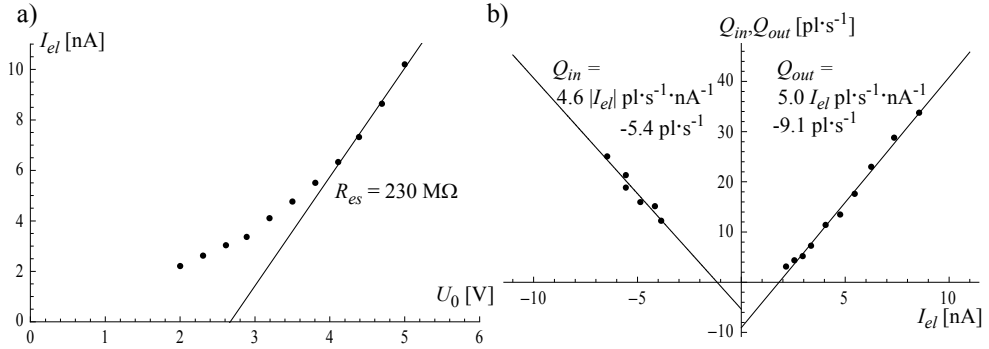 a)
I_el [nA]
10
8
6
4
2
0
0
1
2
3
4
5
6
U_0 [V]
R_es = 230 MΩ
b)
Q_in,Q_out [pl·s⁻¹]
Q_in =
4.6 |I_el| pl·s⁻¹·nA⁻¹
-5.4 pl·s⁻¹
Q_out =
5.0 I_el pl·s⁻¹·nA⁻¹
-9.1 pl·s⁻¹
40
30
20
10
−10
−10
−5
5
10
I_el [nA]